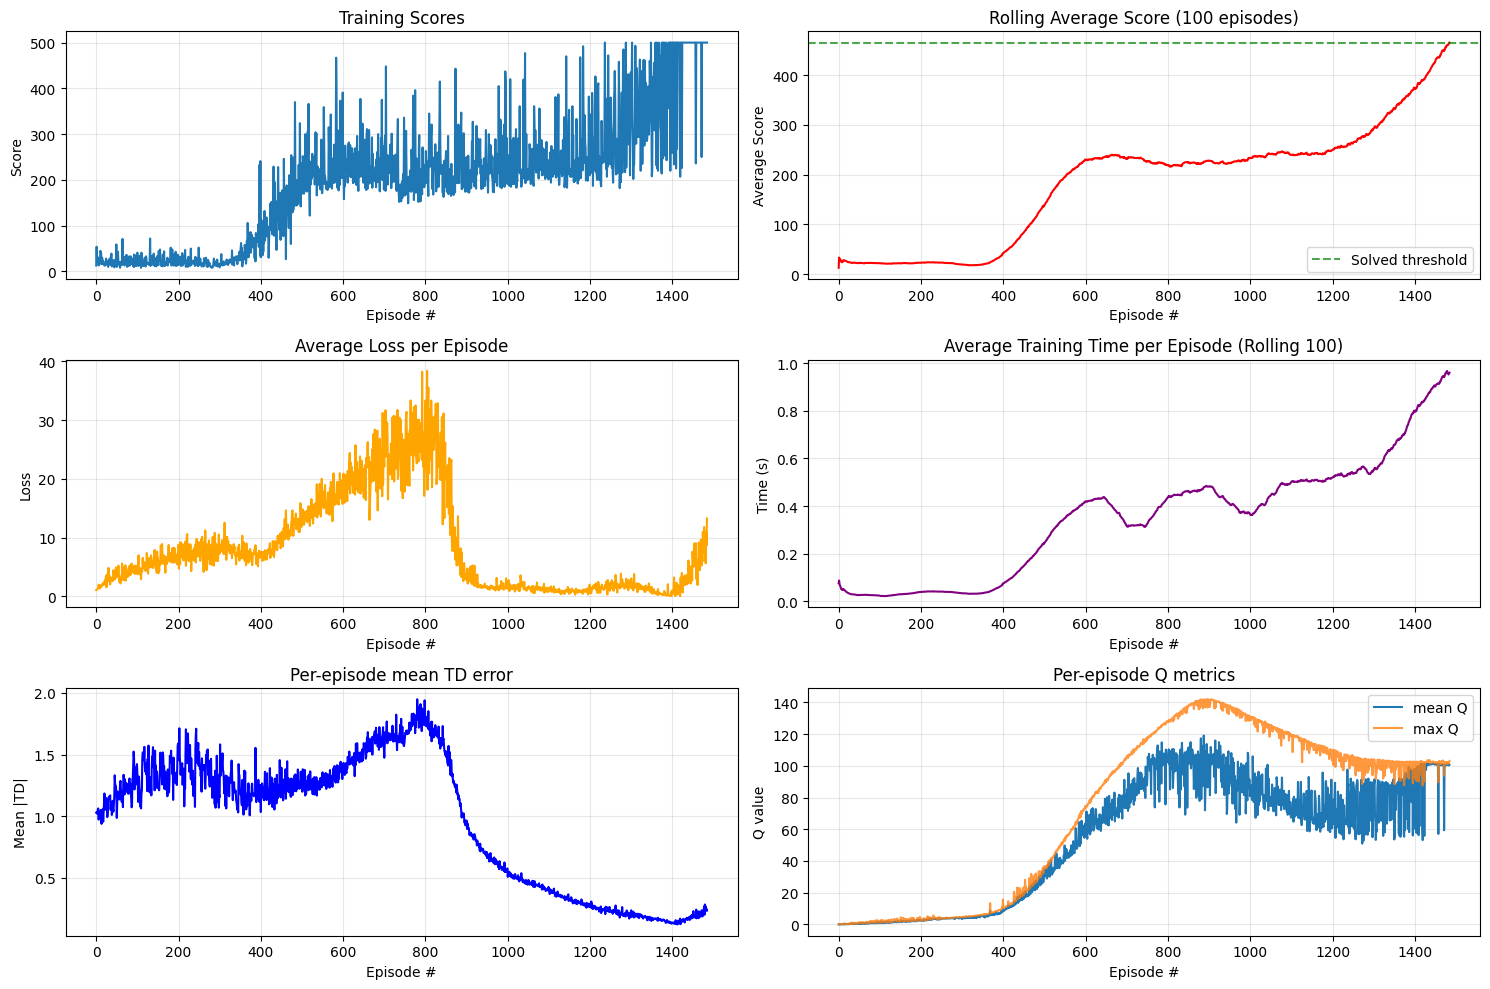 Training Scores
Score
500
400
300
200
100
0
0 200 400 600 800 1000 1200 1400
Episode #
Rolling Average Score (100 episodes)
Average Score
400
300
200
100
0
Solved threshold
0 200 400 600 800 1000 1200 1400
Episode #
Average Loss per Episode
Loss
40
30
20
10
0
0 200 400 600 800 1000 1200 1400
Episode #
Average Training Time per Episode (Rolling 100)
Time (s)
1.0
0.8
0.6
0.4
0.2
0.0
0 200 400 600 800 1000 1200 1400
Episode #
Per-episode mean TD error
Mean |TD|
2.0
1.5
1.0
0.5
0 200 400 600 800 1000 1200 1400
Episode #
Per-episode Q metrics
Q value
140
120
100
80
60
40
20
0
mean Q
max Q
0 200 400 600 800 1000 1200 1400
Episode #